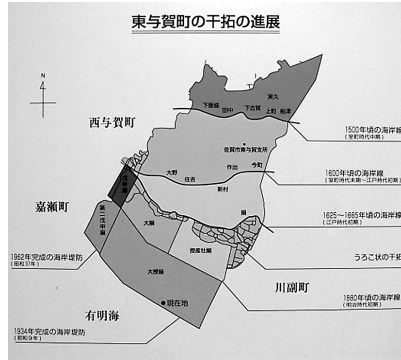 東与賀町の干拓の進展
N
実久
下飯盛 田中 下古賀 上町 船津
1500年頃の海岸線
(室町時代中期)
西与賀町
佐賀市東与賀支所
大野 住吉 作出 今町
新村
1600年頃の海岸線
(室町時代末期~江戸時代初期)
嘉瀬町
戊申搦
第二戊申搦
大搦
搦
授産社搦
1625~1665年頃の海岸線
(江戸時代初期)
うろこ状の干拓
1962年完成の海岸堤防
(昭和37年)
大授搦
川副町
1880年頃の海岸線
(明治時代初期)
有明海
●現在地
1934年完成の海岸堤防
(昭和9年)